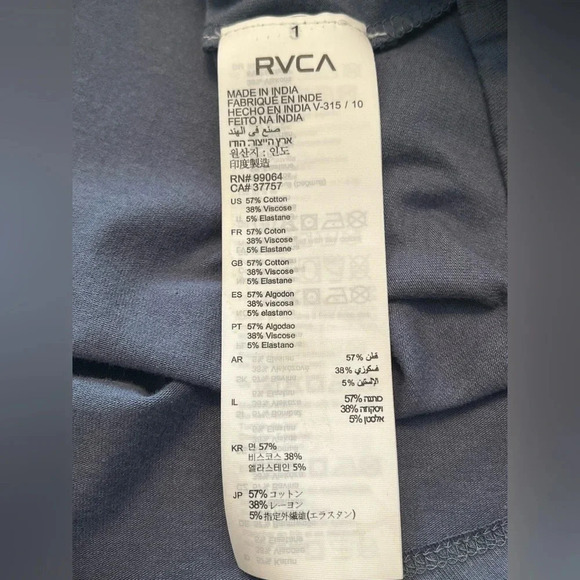 1
RVCA
MADE IN INDIA
FABRIQUÉ EN INDE
HECHO EN INDIA V-315 / 10
FEITO NA ÍNDIA
صنع في الهند
ארץ הייצור: הודו
원산지 : 인도
印度製造
RN# 99064
CA# 37757
US 57% Cotton
38% Viscose
5% Elastane
FR 57% Coton
38% Viscose
5% Elastane
GB 57% Cotton
38% Viscose
5% Elastane
ES 57% Algodon
38% viscosa
5% elastano
PT 57% Algodao
38% Viscose
5% Elastano
AR 57% قطن
38% فسكوزي
5% الإلستين
IL 57% כותנה
38% ויסקוזה
5% אלסטן
KR 면 57%
비스코스 38%
엘라스테인 5%
JP 57% コットン
38% レーヨン
5% 指定外繊維(エラスタン)